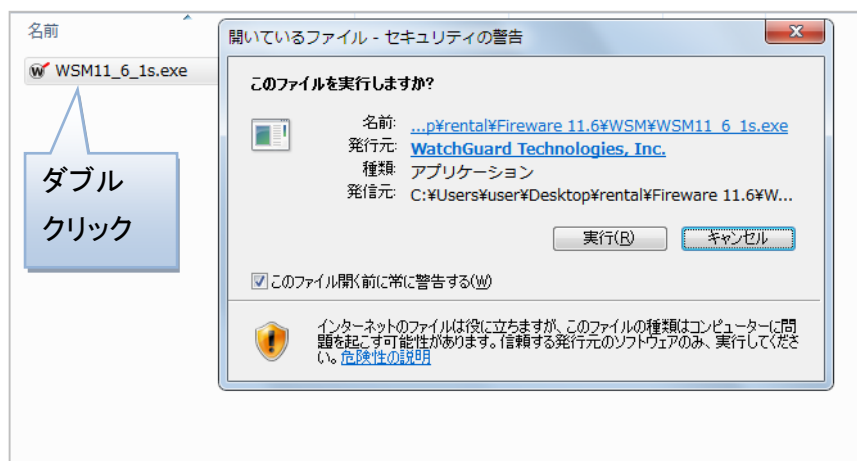 名前
WSM11_6_1s.exe
ダブル
クリック
開いているファイル - セキュリティの警告
このファイルを実行しますか?
名前: ...p¥rental¥Fireware 11.6¥WSM¥WSM11_6_1s.exe
発行元: WatchGuard Technologies, Inc.
種類: アプリケーション
発信元: C:¥Users¥user¥Desktop¥rental¥Fireware 11.6¥W...
実行(R) キャンセル
このファイル開く前に常に警告する(W)
インターネットのファイルは役に立ちますが、このファイルの種類はコンピューターに問
題を起こす可能性があります。信頼する発行元のソフトウェアのみ、実行してくださ
い。危険性の説明